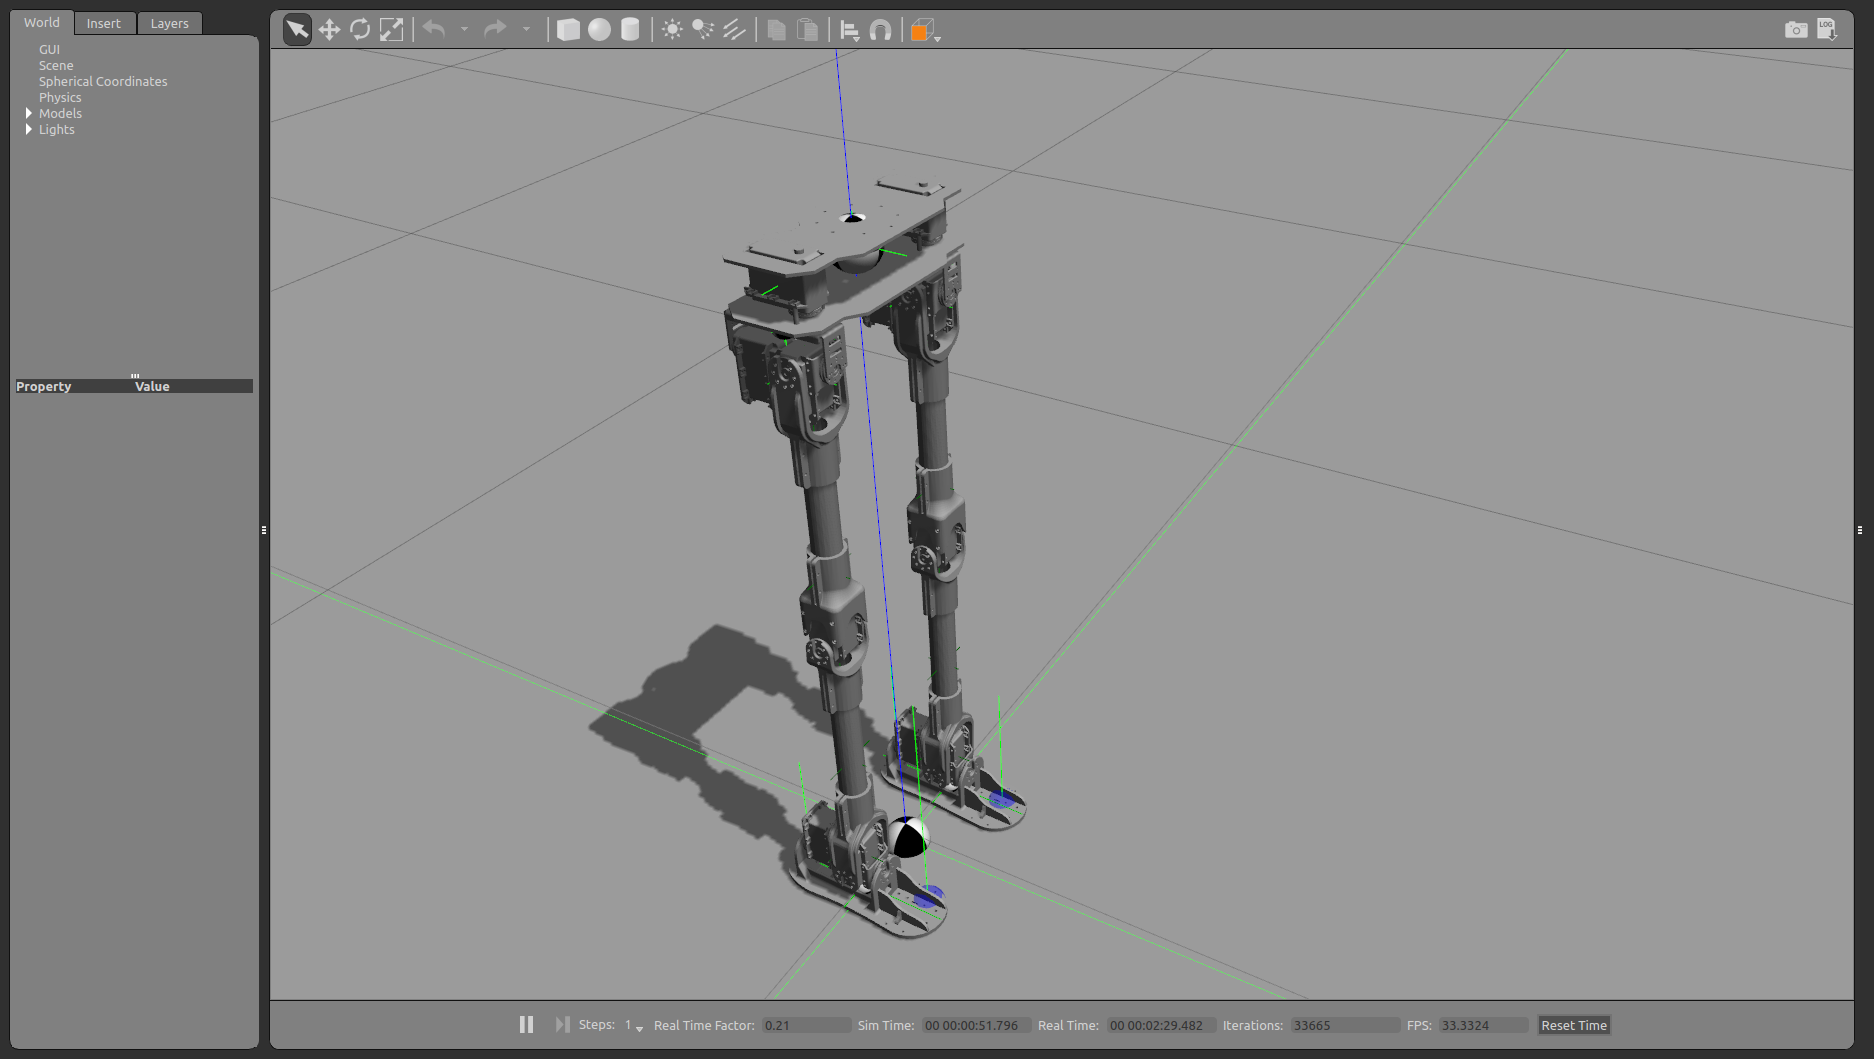 World Insert Layers
GUI
Scene
Spherical Coordinates
Physics
Models
Lights
Property Value
LOG
Steps: 1 Real Time Factor: 0.21 Sim Time: 00 00:00:51.796 Real Time: 00 00:02:29.482 Iterations: 33665 FPS: 33.3324 Reset Time